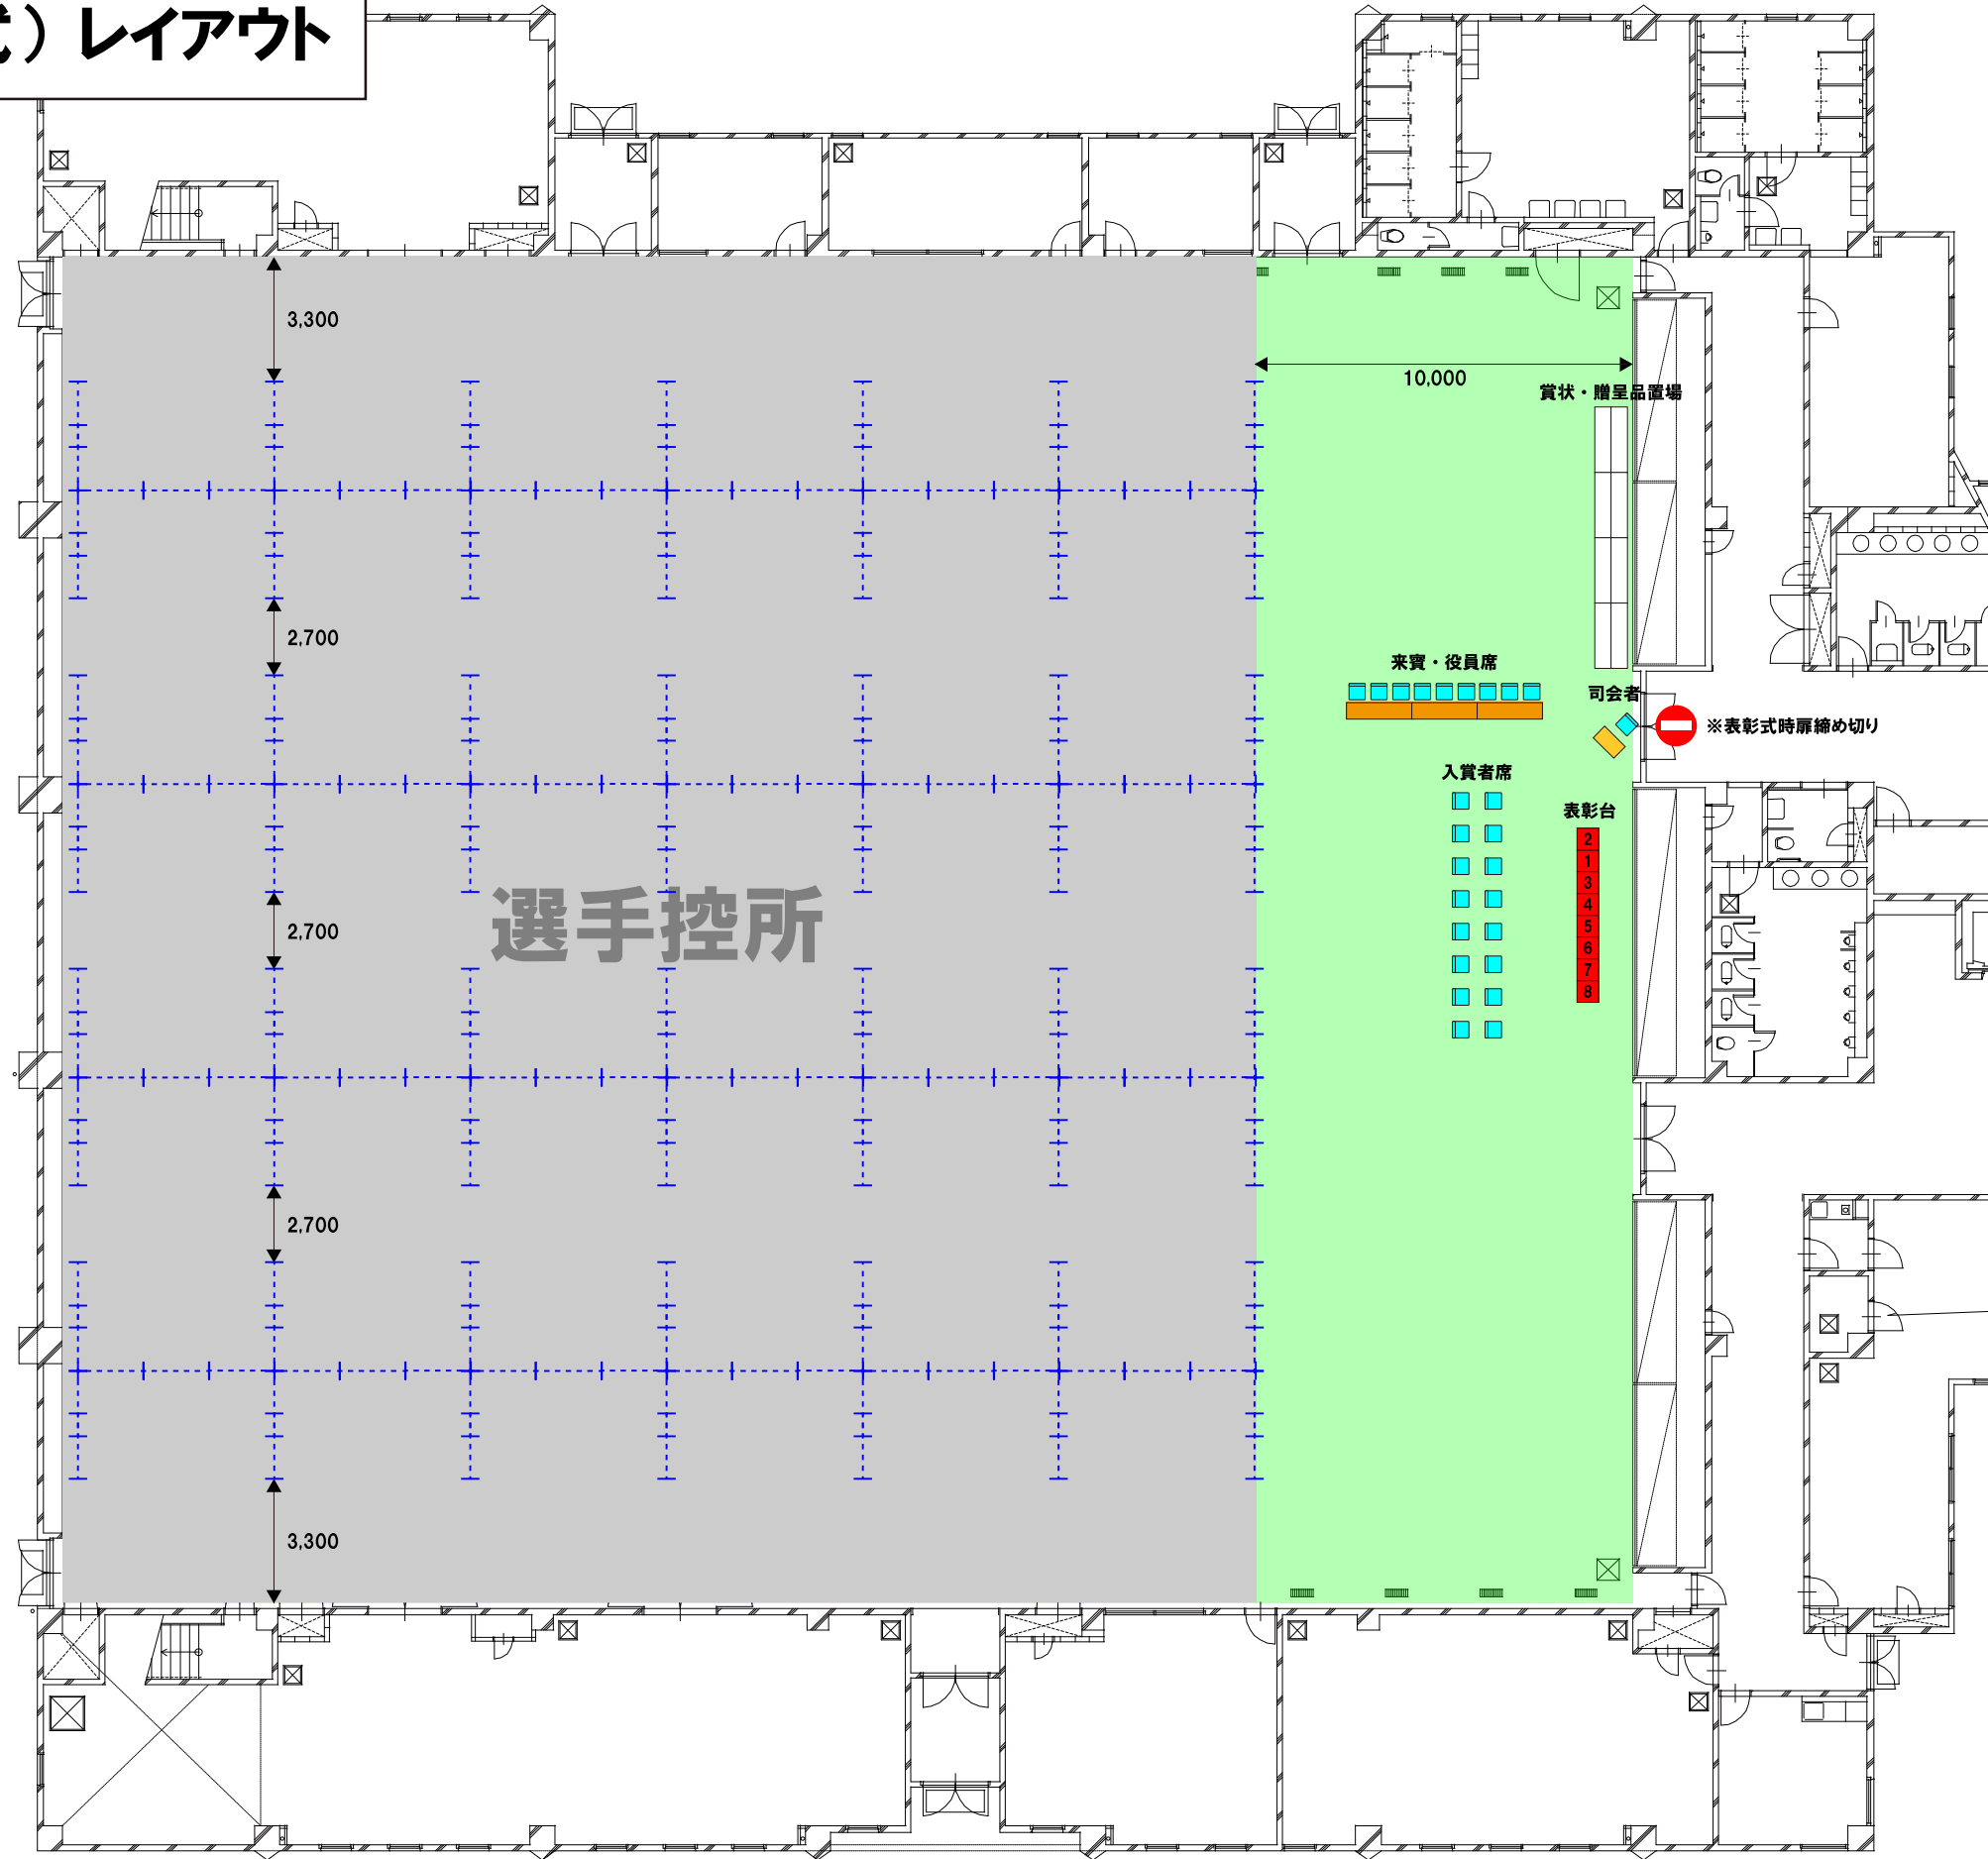 式）レイアウト
3,300
10,000
賞状・贈呈品置場
2,700
来賓・役員席
司会者
※表彰式時扉締め切り
入賞者席
表彰台
2
1
3
4
5
6
7
8
選手控所
2,700
2,700
3,300